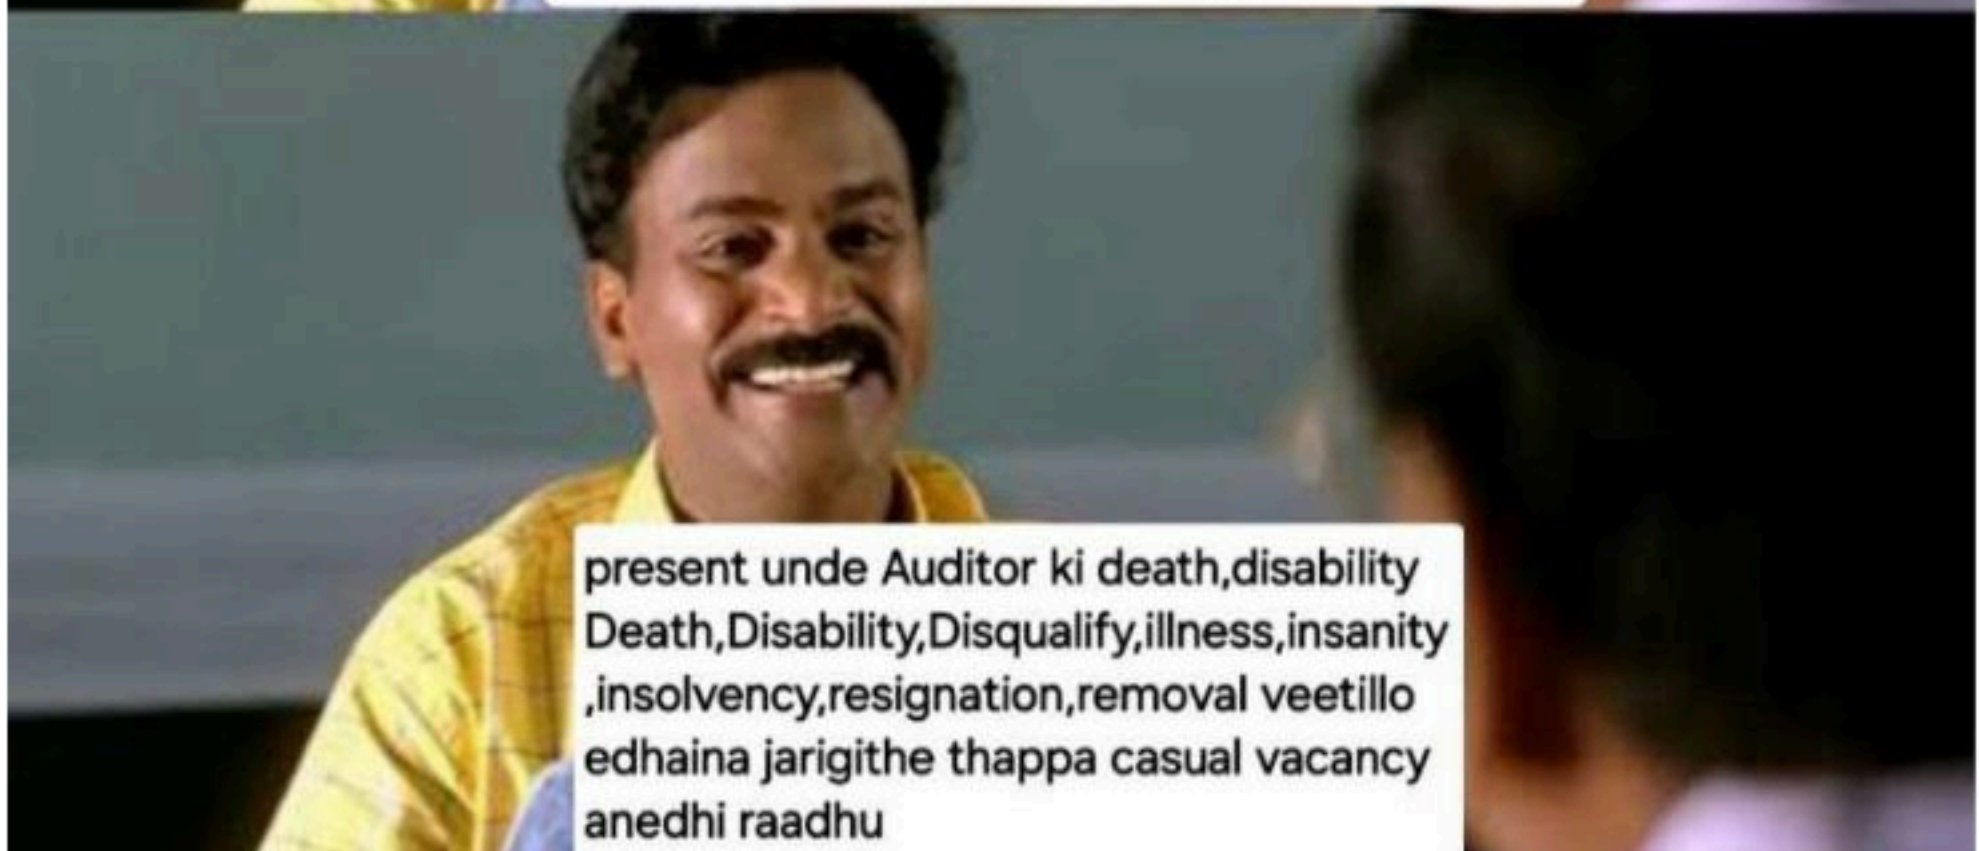 present unde Auditor ki death,disability
Death,Disability,Disqualify,illness,insanity
,insolvency,resignation,removal veetillo
edhaina jarigithe thappa casual vacancy
anedhi raadhu